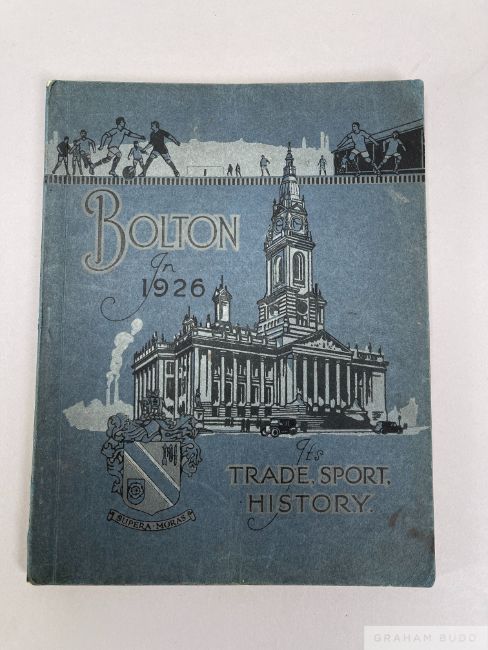 BOLTON
In
1926
Its
TRADE, SPORT,
HISTORY.
SUPERA·MORAS
GRAHAM BUDD